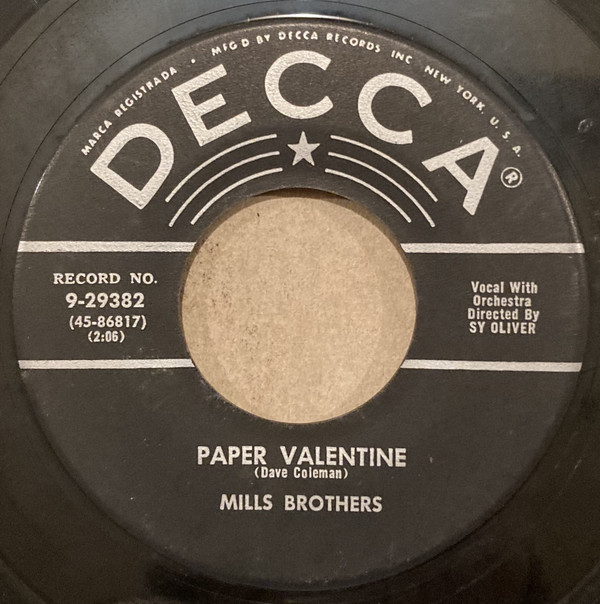 MARCA REGISTRADA • MFG'D BY DECCA RECORDS INC NEW YORK, U. S. A.
DECCA®
RECORD NO.
9-29382
(45-86817)
(2:06)
Vocal With
Orchestra
Directed By
SY OLIVER
PAPER VALENTINE
(Dave Coleman)
MILLS BROTHERS